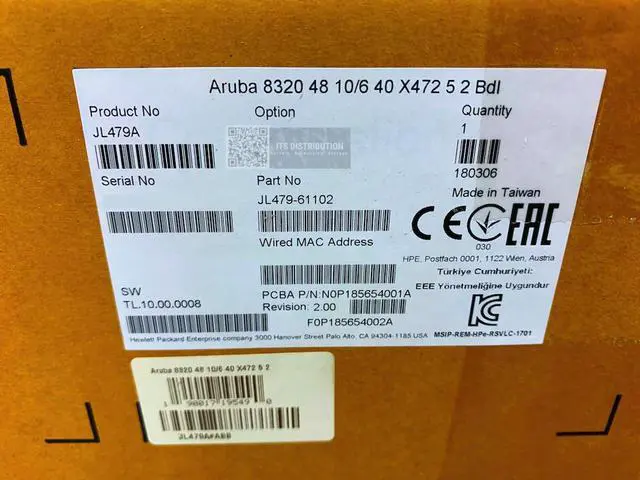 Aruba 8320 48 10/6 40 X472 5 2 Bdl
Product No
Option
Quantity
JL479A
1
ITS DISTRIBUTION
180306
Serial No
Part No
Made in Taiwan
JL479-61102
CE EAC
030
Wired MAC Address
HPE, Postfach 0001, 1122 Wien, Austria
Türkiye Cumhuriyeti:
EEE Yönetmeliğine Uygundur
SW
TL.10.00.0008
PCBA P/N:N0P185654001A
Revision: 2.00
F0P185654002A
MSIP-REM-HPe-RSVLC-1701
Hewlett Packard Enterprise company 3000 Hanover Street Palo Alto, CA 94304-1185 USA
Aruba 8320 48 10/6 40 X472 5 2
1 90017 19549 0
JL479A#ABB